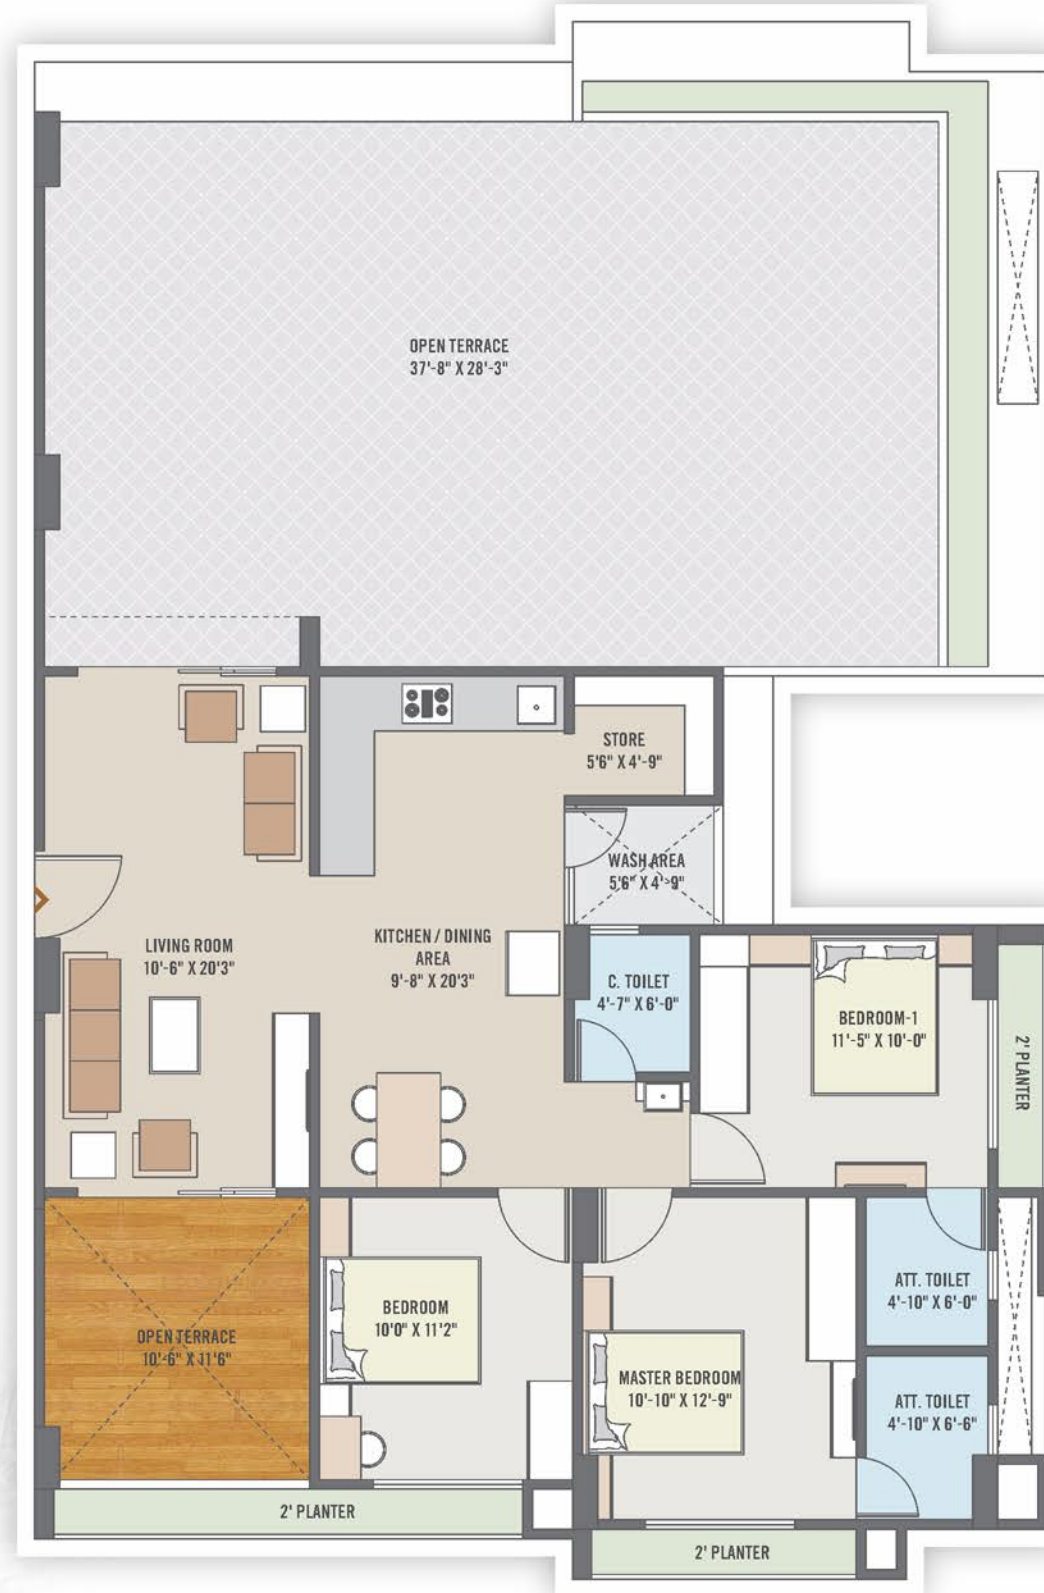 OPEN TERRACE
37'-8" X 28'-3"
STORE
5'6" X 4'-9"
WASH AREA
5'6" X 4'-9"
LIVING ROOM
10'-6" X 20'3"
KITCHEN / DINING
AREA
9'-8" X 20'3"
C. TOILET
4'-7" X 6'-0"
BEDROOM-1
11'-5" X 10'-0"
2' PLANTER
ATT. TOILET
4'-10" X 6'-0"
BEDROOM
10'0" X 11'2"
OPEN TERRACE
10'-6" X 11'6"
MASTER BEDROOM
10'-10" X 12'-9"
ATT. TOILET
4'-10" X 6'-6"
2' PLANTER
2' PLANTER